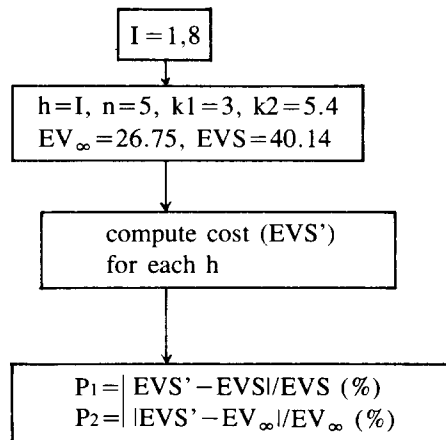 I = 1,8
h=I, n=5, k1=3, k2=5.4
EV∞=26.75, EVS=40.14
compute cost (EVS')
for each h
P1=| EVS'−EVS|/EVS (%)
P2=| |EVS'−EV∞|/EV∞ (%)